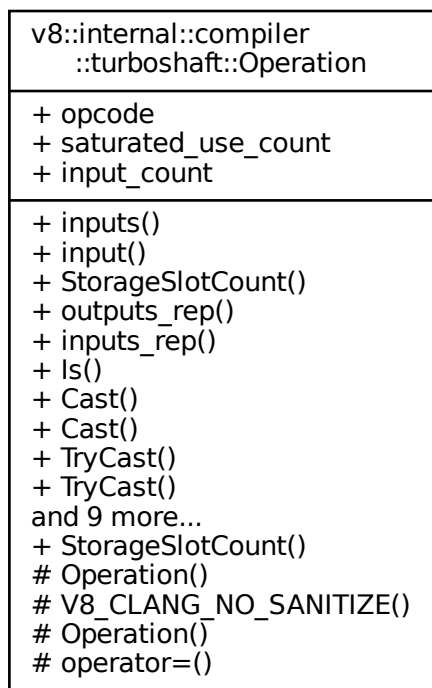 v8::internal::compiler
::turboshaft::Operation
+ opcode
+ saturated_use_count
+ input_count
+ inputs()
+ input()
+ StorageSlotCount()
+ outputs_rep()
+ inputs_rep()
+ Is()
+ Cast()
+ Cast()
+ TryCast()
+ TryCast()
and 9 more...
+ StorageSlotCount()
# Operation()
# V8_CLANG_NO_SANITIZE()
# Operation()
# operator=()